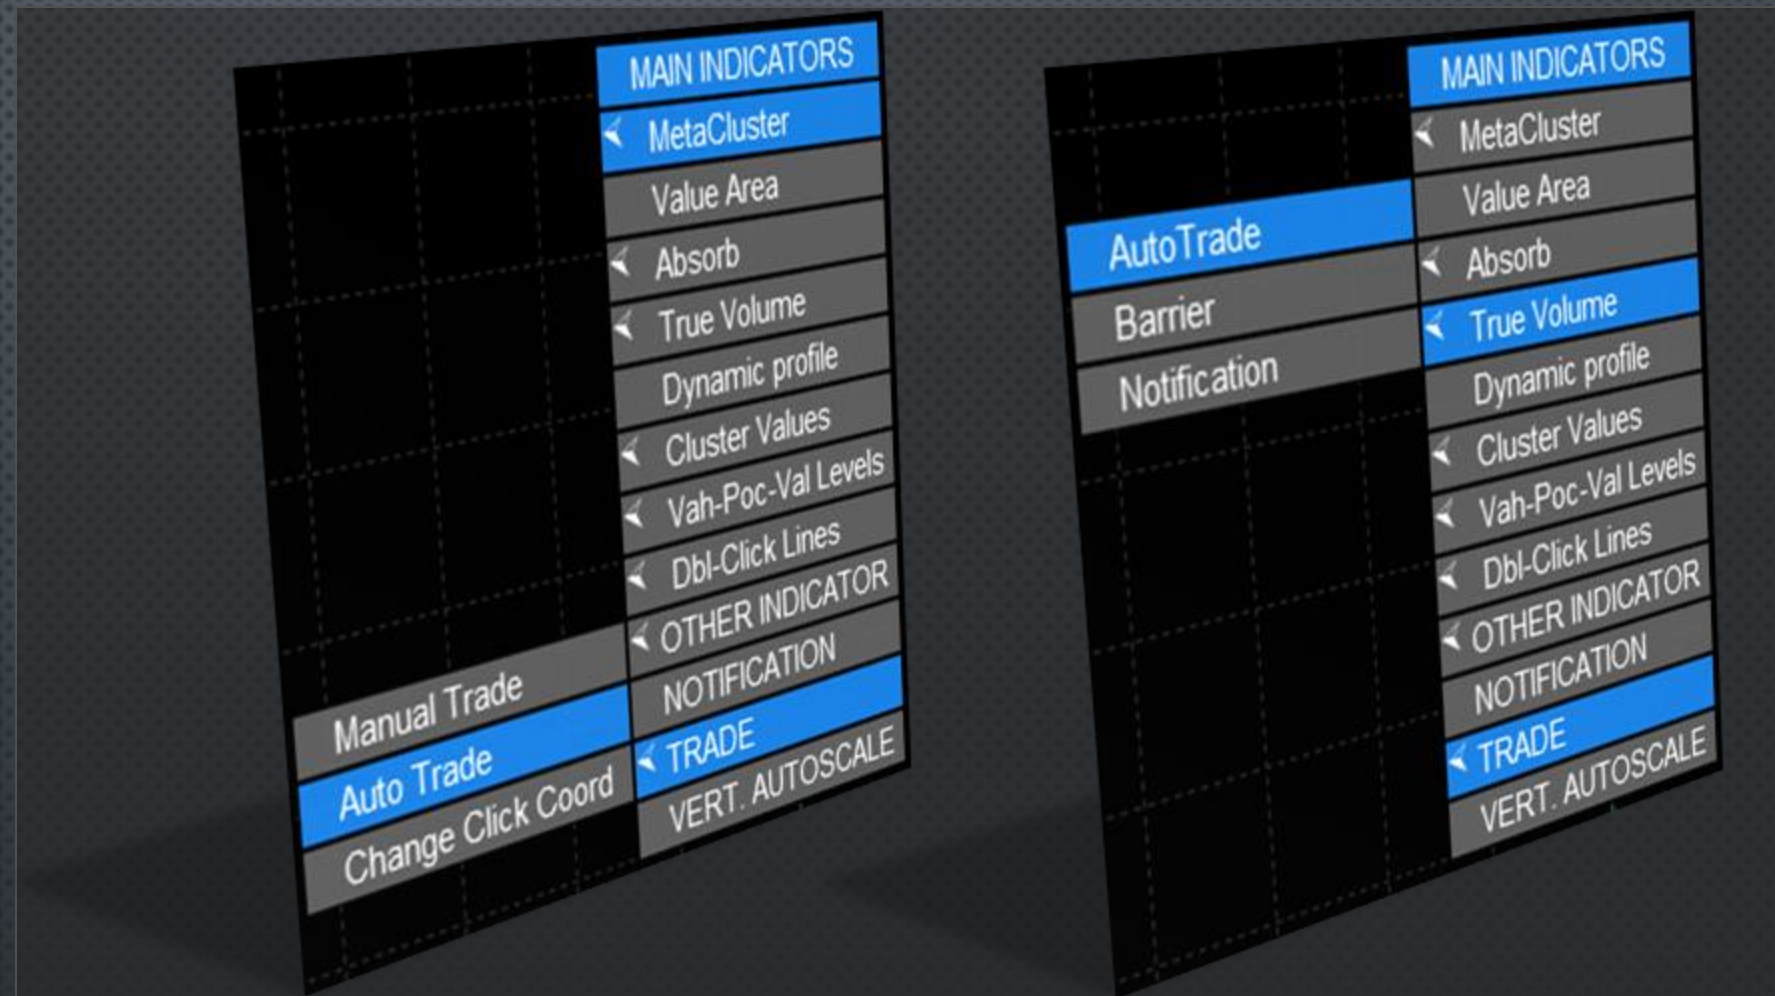 MAIN INDICATORS
MetaCluster
Value Area
Absorb
True Volume
Dynamic profile
Cluster Values
Vah-Poc-Val Levels
Dbl-Click Lines
OTHER INDICATOR
NOTIFICATION
TRADE
VERT. AUTOSCALE
Manual Trade
Auto Trade
Change Click Coord
MAIN INDICATORS
MetaCluster
Value Area
Absorb
True Volume
Dynamic profile
Cluster Values
Vah-Poc-Val Levels
Dbl-Click Lines
OTHER INDICATOR
NOTIFICATION
TRADE
VERT. AUTOSCALE
AutoTrade
Barrier
Notification